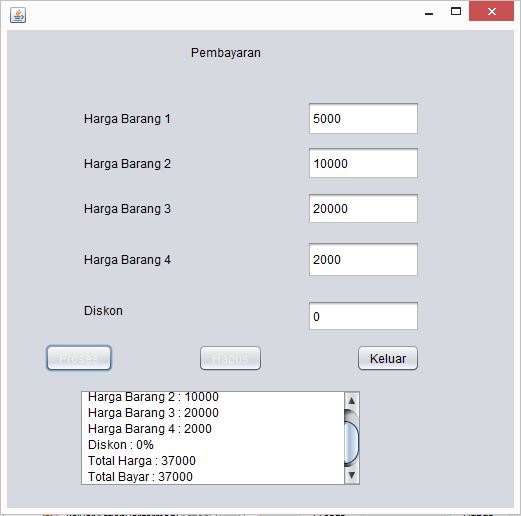 Pembayaran
Harga Barang 1 5000
Harga Barang 2 10000
Harga Barang 3 20000
Harga Barang 4 2000
Diskon 0
Proses Hapus Keluar
Harga Barang 2 : 10000
Harga Barang 3 : 20000
Harga Barang 4 : 2000
Diskon : 0%
Total Harga : 37000
Total Bayar : 37000